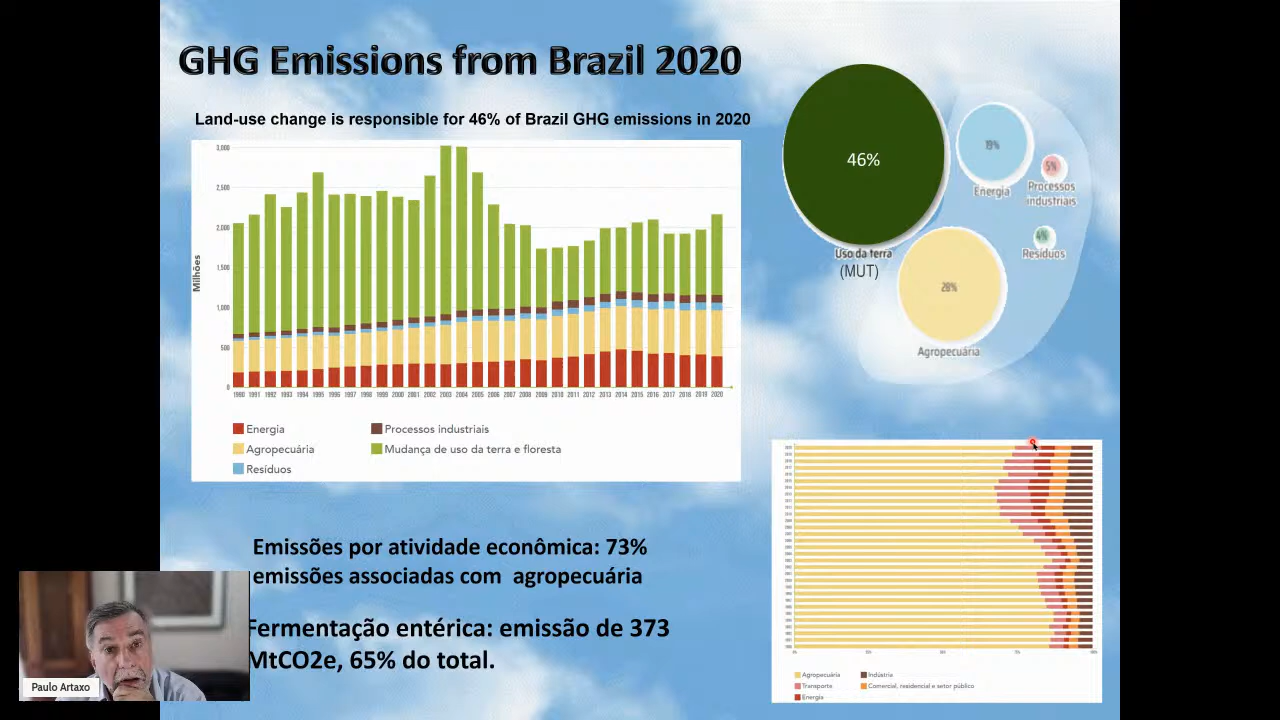 GHG Emissions from Brazil 2020
Land-use change is responsible for 46% of Brazil GHG emissions in 2020
3,000
2,500
2,000
1,500
1,000
500
0
Milhões
1990 1991 1992 1993 1994 1995 1996 1997 1998 1999 2000 2001 2002 2003 2004 2005 2006 2007 2008 2009 2010 2011 2012 2013 2014 2015 2016 2017 2018 2019 2020
Energia
Processos industriais
Agropecuária
Mudança de uso da terra e floresta
Resíduos
46%
Uso da terra
(MUT)
19%
Energia
5%
Processos
industriais
4%
Resíduos
28%
Agropecuária
Emissões por atividade econômica: 73%
emissões associadas com agropecuária
Fermentação entérica: emissão de 373
MtCO2e, 65% do total.
Agropecuária
Indústria
Transporte
Comercial, residencial e setor público
Energia
Paulo Artaxo